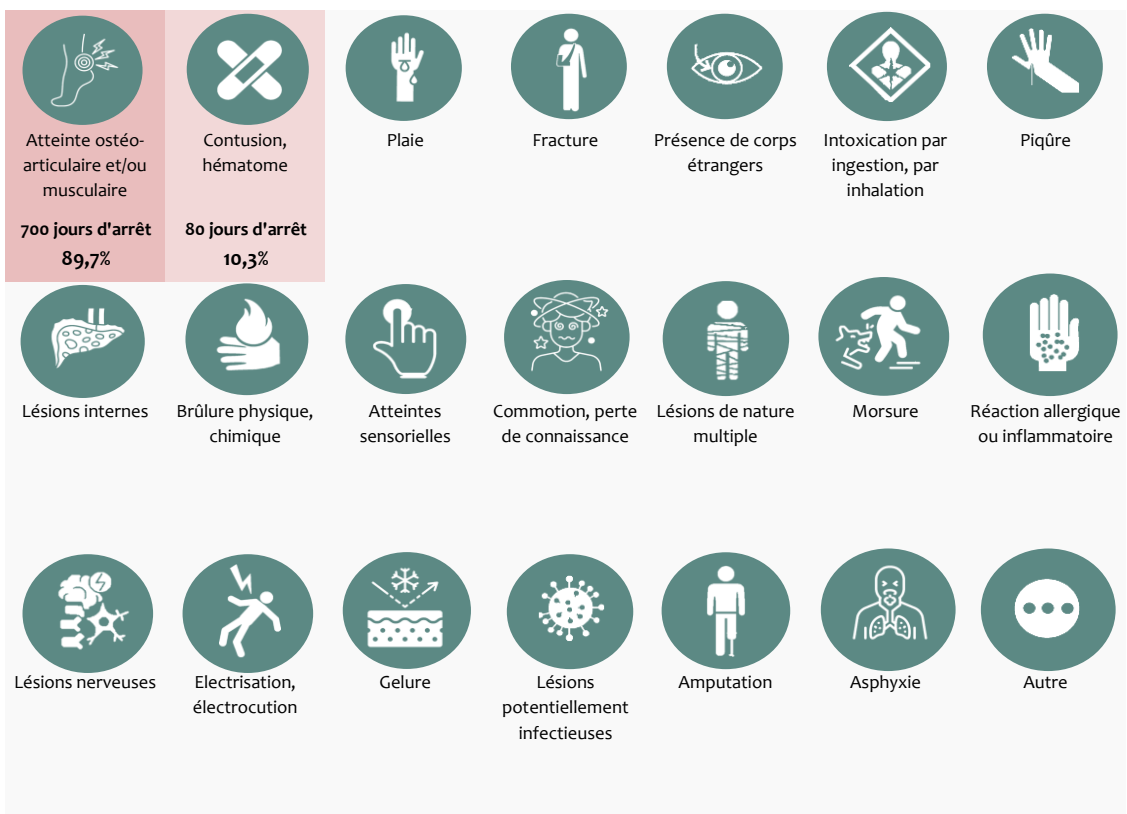 Atteinte ostéo-
articulaire et/ou
musculaire
700 jours d'arrêt
89,7%
Contusion,
hématome
80 jours d'arrêt
10,3%
Plaie
Fracture
Présence de corps
étrangers
Intoxication par
ingestion, par
inhalation
Piqûre
Lésions internes
Brûlure physique,
chimique
Atteintes
sensorielles
Commotion, perte
de connaissance
Lésions de nature
multiple
Morsure
Réaction allergique
ou inflammatoire
Lésions nerveuses
Electrisation,
électrocution
Gelure
Lésions
potentiellement
infectieuses
Amputation
Asphyxie
Autre